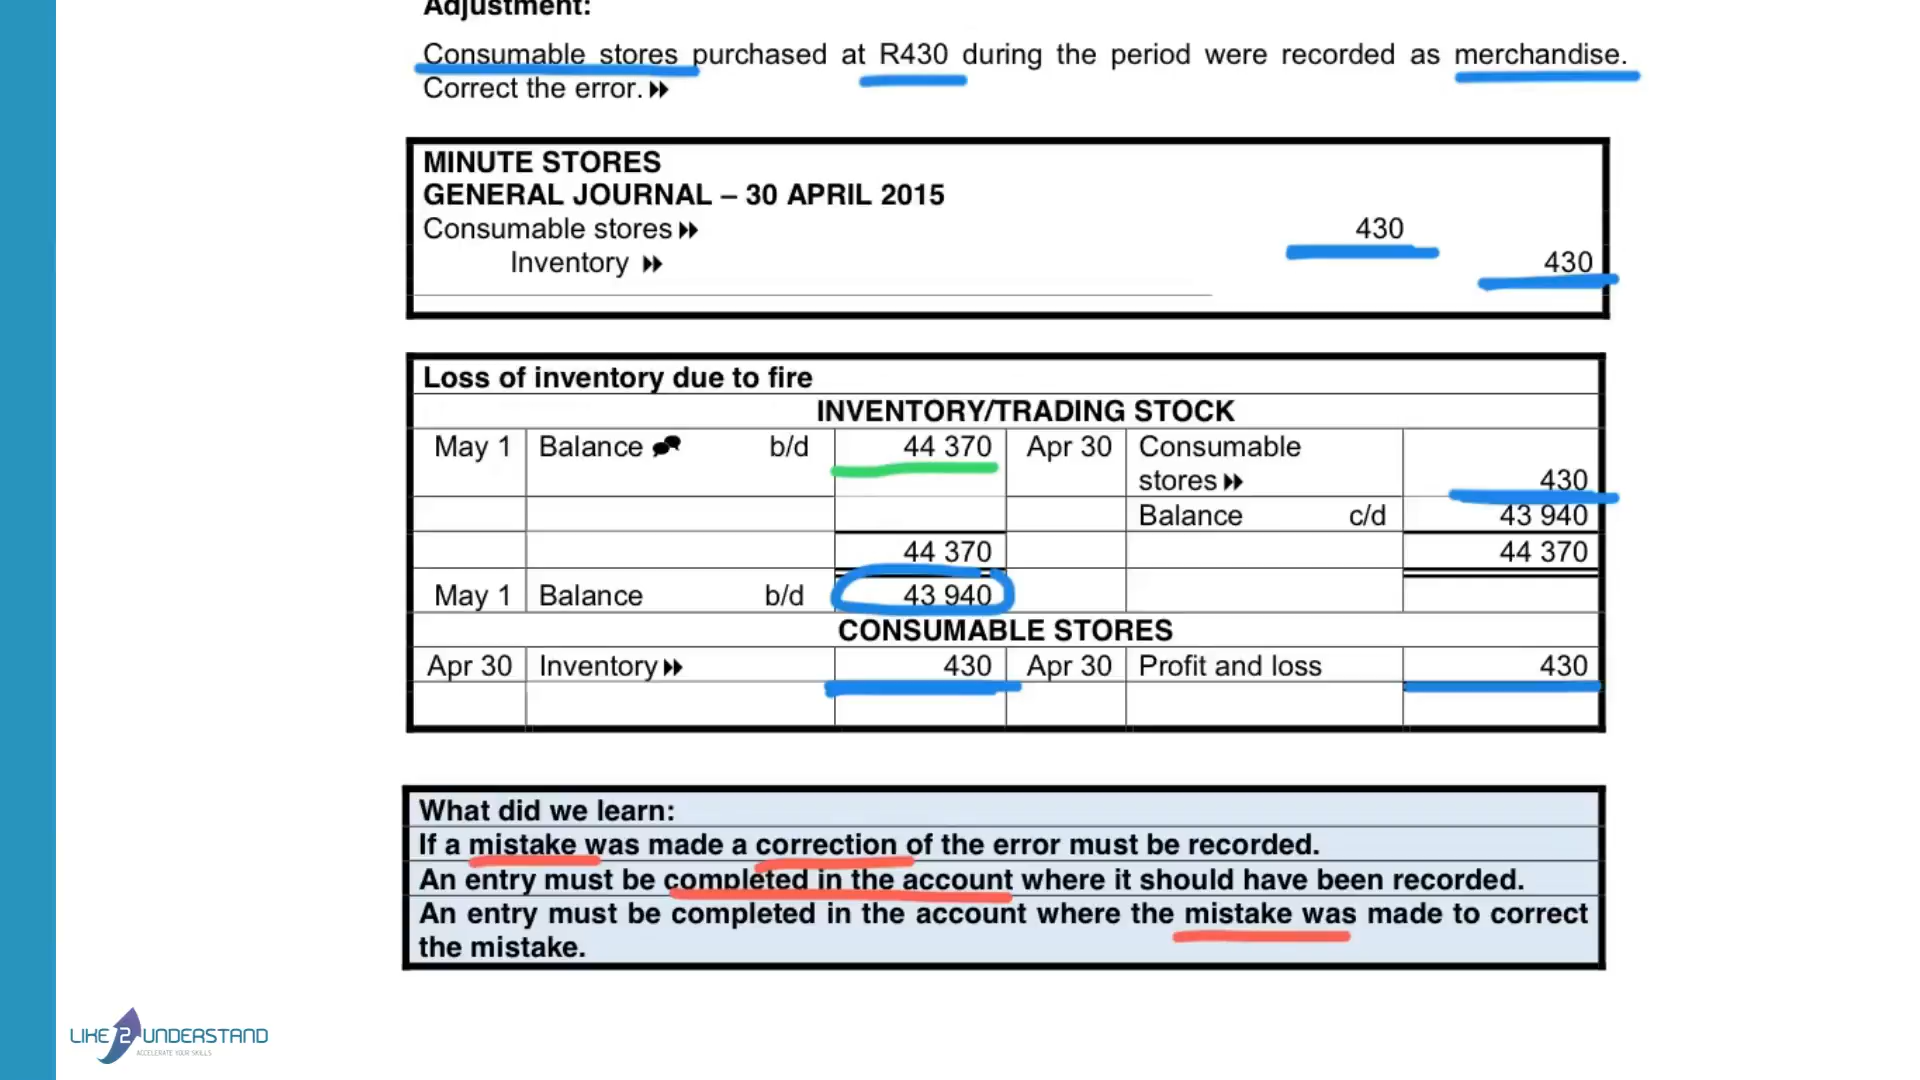 Adjustment:
Consumable stores purchased at R430 during the period were recorded as merchandise.
Correct the error.
MINUTE STORES
GENERAL JOURNAL – 30 APRIL 2015
Consumable stores 430
Inventory 430
Loss of inventory due to fire
INVENTORY/TRADING STOCK
May 1 Balance b/d 44 370 Apr 30 Consumable
stores 430
Balance c/d 43 940
44 370 44 370
May 1 Balance b/d 43 940
CONSUMABLE STORES
Apr 30 Inventory 430 Apr 30 Profit and loss 430
What did we learn:
If a mistake was made a correction of the error must be recorded.
An entry must be completed in the account where it should have been recorded.
An entry must be completed in the account where the mistake was made to correct
the mistake.
LIKE 2 UNDERSTAND
ACCELERATE YOUR SKILLS